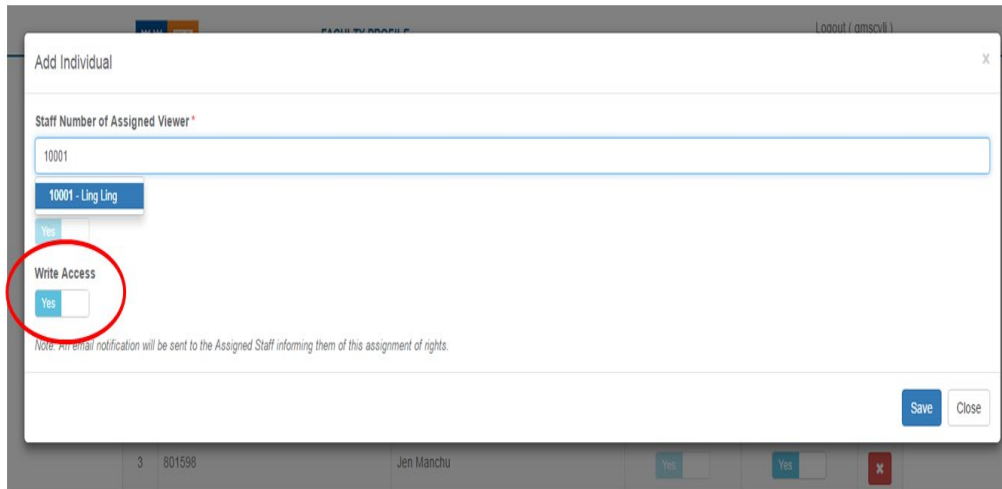 FACULTY PROFILE
Logout ( gmscvli )
Add Individual
x
Staff Number of Assigned Viewer *
10001
10001 - Ling Ling
Yes
Write Access
Yes
Note: An email notification will be sent to the Assigned Staff informing them of this assignment of rights.
Save
Close
3 801598 Jen Manchu Yes Yes x